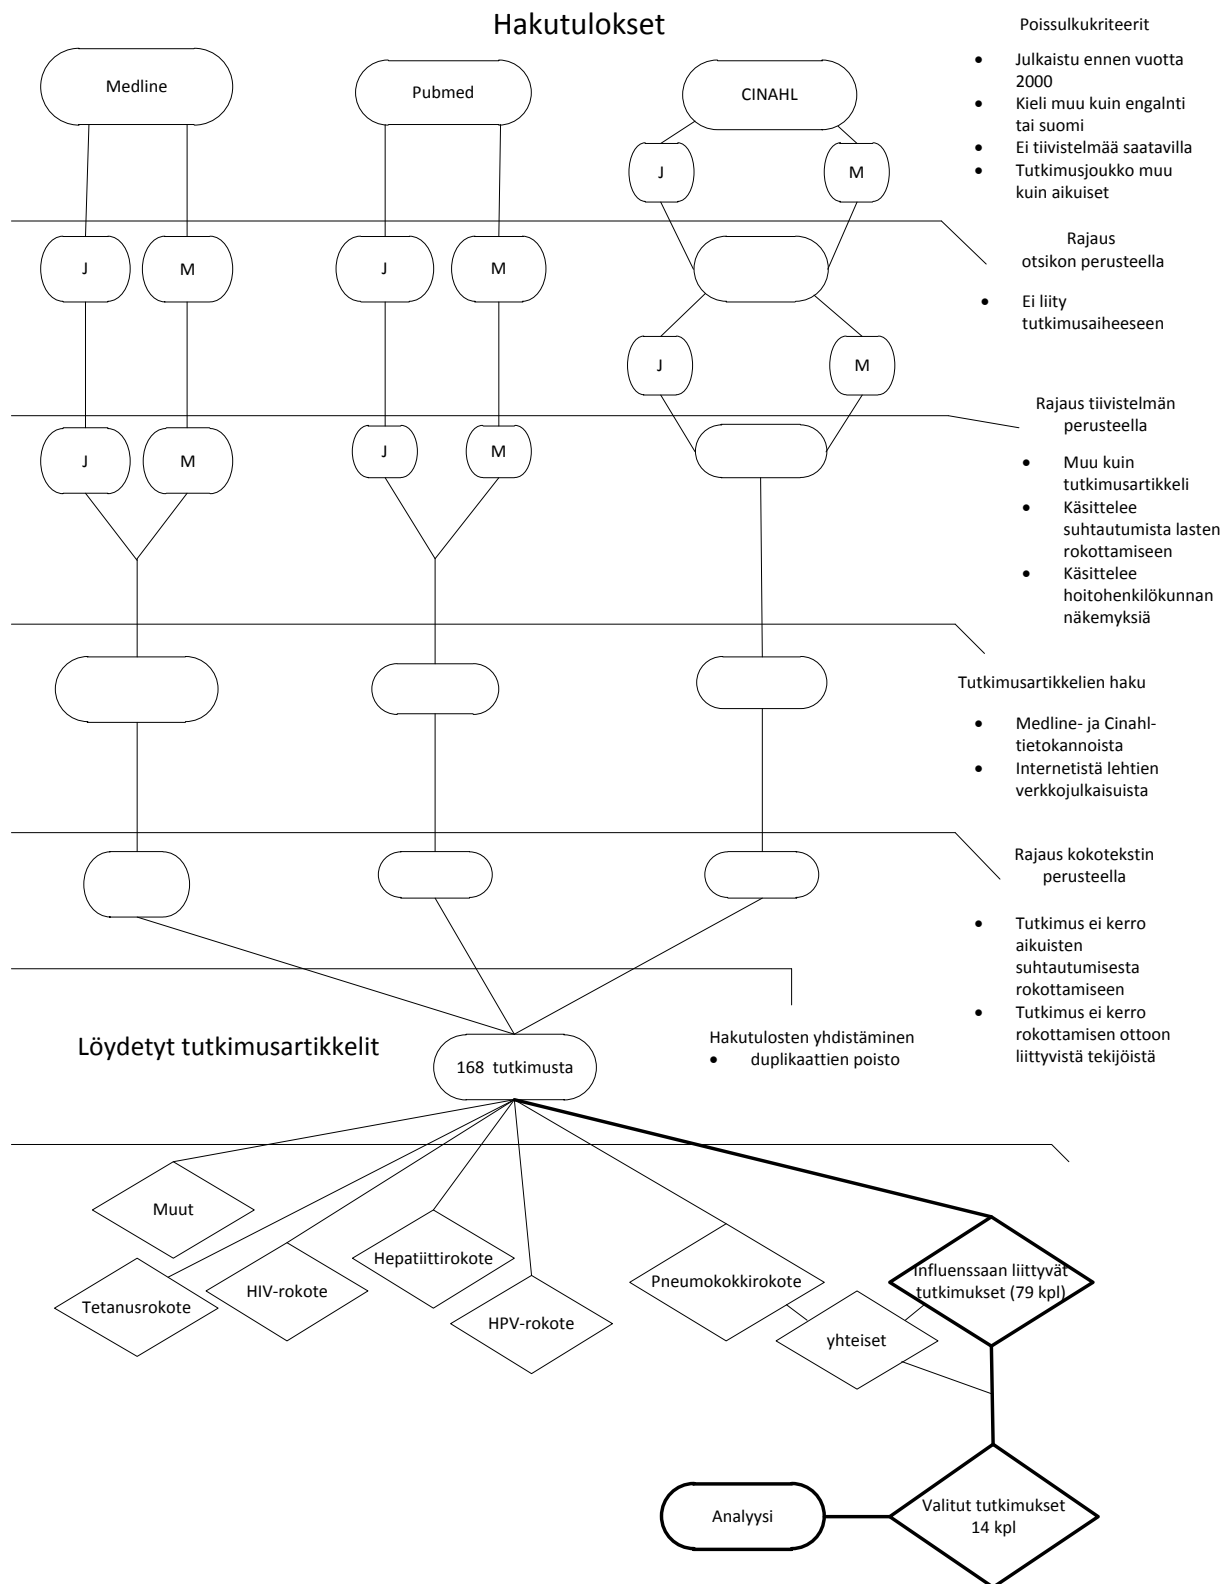 Hakutulokset
Medline
Pubmed
CINAHL
J
M
J
M
J
M
J
M
J
M
J
M
Poissulkukriteerit
• Julkaistu ennen vuotta
2000
• Kieli muu kuin engalnti
tai suomi
• Ei tiivistelmää saatavilla
• Tutkimusjoukko muu
kuin aikuiset
Rajaus
otsikon perusteella
• Ei liity
tutkimusaiheeseen
Rajaus tiivistelmän
perusteella
• Muu kuin
tutkimusartikkeli
• Käsittelee
suhtautumista lasten
rokottamiseen
• Käsittelee
hoitohenkilökunnan
näkemyksiä
Tutkimusartikkelien haku
• Medline- ja Cinahl-
tietokannoista
• Internetistä lehtien
verkkojulkaisuista
Rajaus kokotekstin
perusteella
• Tutkimus ei kerro
aikuisten
suhtautumisesta
rokottamiseen
• Tutkimus ei kerro
rokottamisen ottoon
liittyvistä tekijöistä
Hakutulosten yhdistäminen
• duplikaattien poisto
Löydetyt tutkimusartikkelit
168 tutkimusta
Muut
Tetanusrokote
HIV-rokote
Hepatiittirokote
HPV-rokote
Pneumokokkirokote
yhteiset
Influenssaan liittyvät
tutkimukset (79 kpl)
Valitut tutkimukset
14 kpl
Analyysi